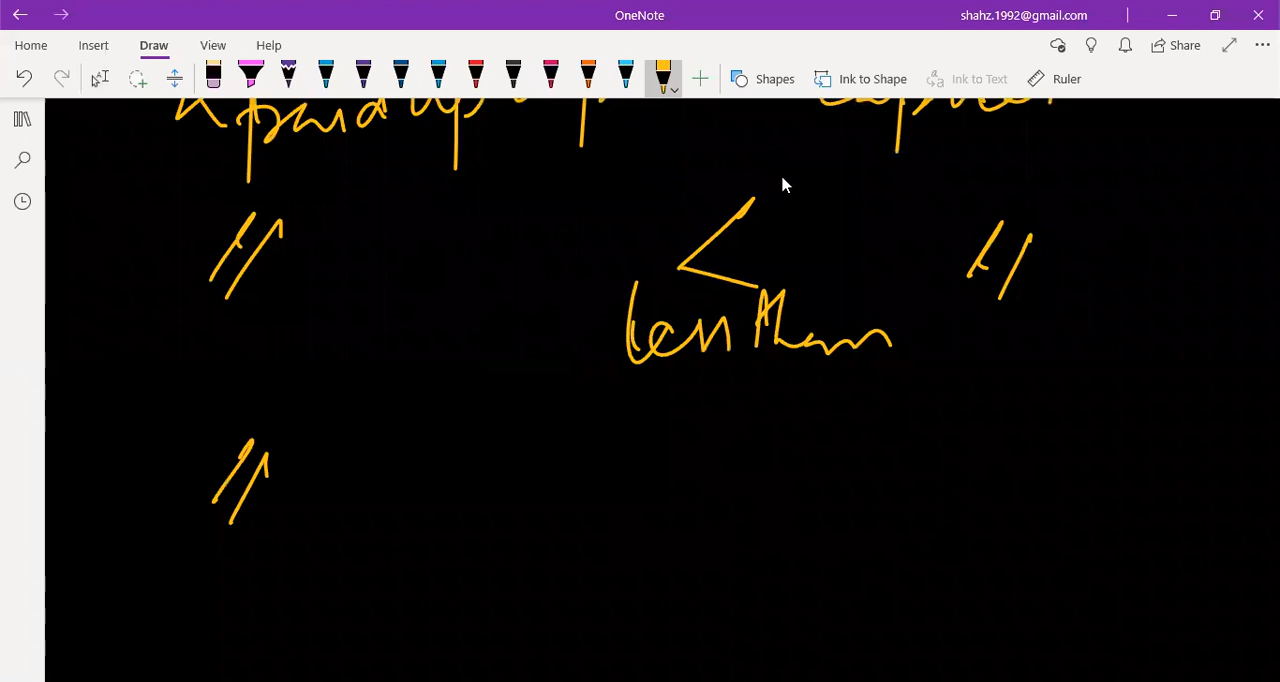 OneNote
shahz.1992@gmail.com
Home Insert Draw View Help
Share
Shapes Ink to Shape Ink to Text Ruler
<
Less Than